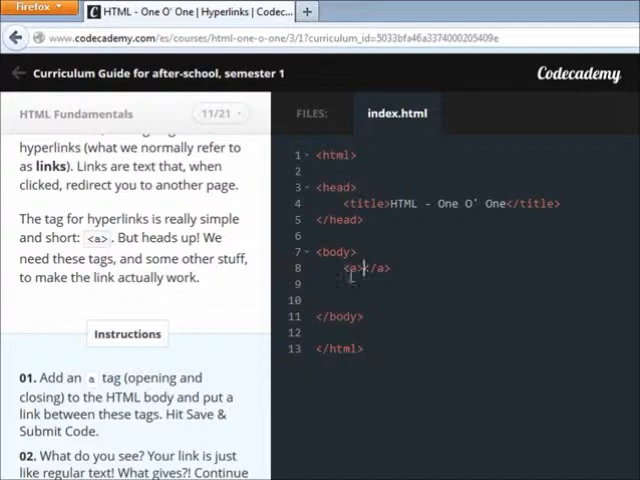 Firefox
HTML - One O' One | Hyperlinks | Codec...
www.codecademy.com/es/courses/html-one-o-one/3/1?curriculum_id=5033bfa46a3374000205409e
Curriculum Guide for after-school, semester 1
Codecademy
HTML Fundamentals
11/21
FILES:
index.html
hyperlinks (what we normally refer to
as links). Links are text that, when
clicked, redirect you to another page.
The tag for hyperlinks is really simple
and short: <a>. But heads up! We
need these tags, and some other stuff,
to make the link actually work.
Instructions
01. Add an a tag (opening and
closing) to the HTML body and put a
link between these tags. Hit Save &
Submit Code.
02. What do you see? Your link is just
like regular text! What gives?! Continue
1 <html>
2
3 <head>
4 <title>HTML - One O' One</title>
5 </head>
6
7 <body>
8 <a></a>
9
10
11 </body>
12
13 </html>